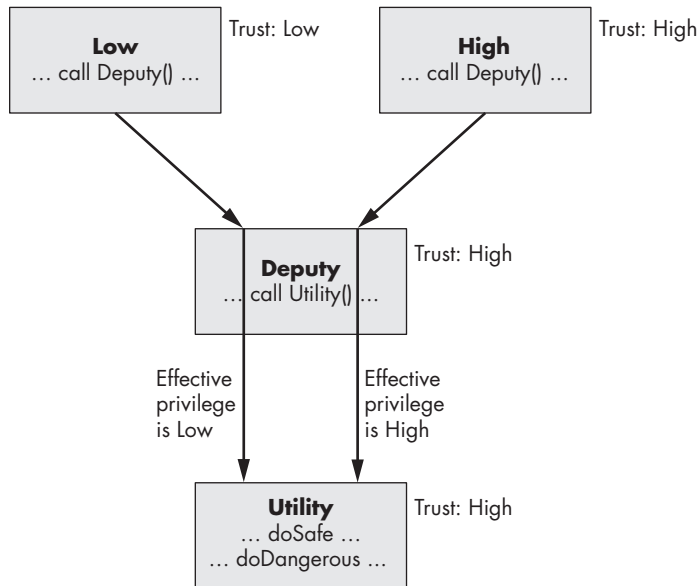 Low
… call Deputy() …
Trust: Low
High
… call Deputy() …
Trust: High
Deputy
… call Utility() …
Trust: High
Effective
privilege
is Low
Effective
privilege
is High
Utility
… doSafe …
… doDangerous …
Trust: High